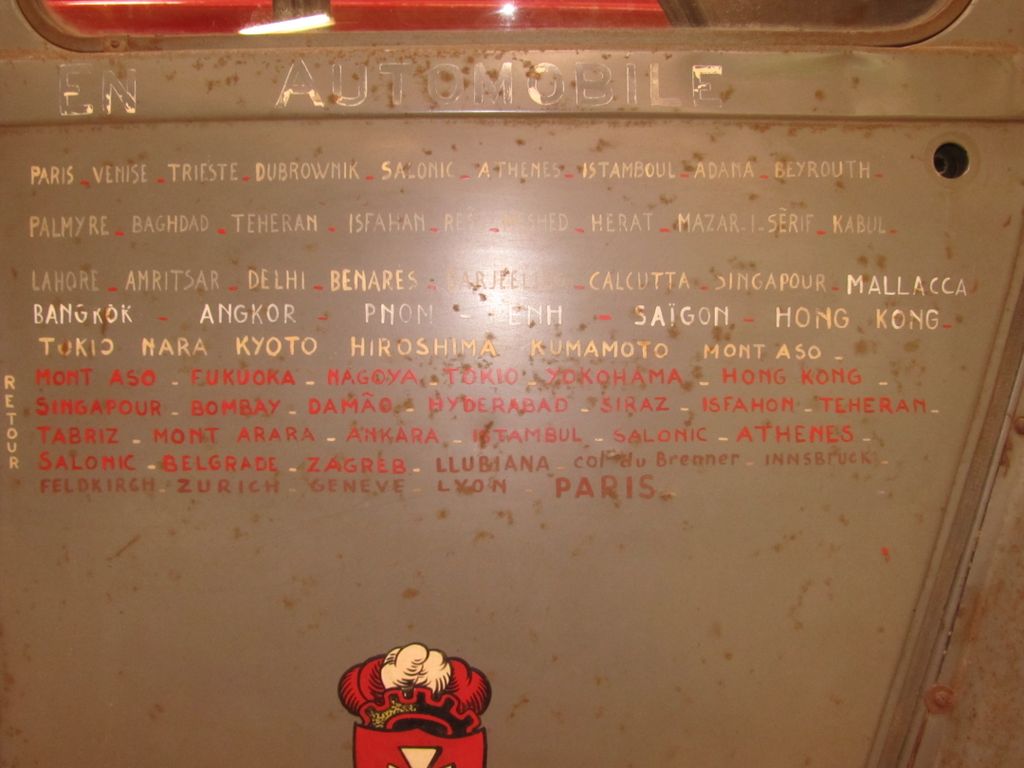 EN AUTOMOBILE
PARIS - VENISE - TRIESTE - DUBROWNIK - SALONIC - ATHENES - ISTAMBOUL - ADANA - BEYROUTH -
PALMYRE - BAGHDAD - TEHERAN - ISFAHAN - - HERAT - MAZAR-I-SÈRIF - KABUL -
LAHORE - AMRITSAR - DELHI - BENARES - - CALCUTTA - SINGAPOUR - MALLACCA
BANGKOK - ANGKOR - PNOM - - SAÏGON - HONG KONG -
TOKIO NARA KYOTO HIROSHIMA KUMAMOTO MONT ASO -
RETOUR
MONT ASO - FUKUOKA - NAGOYA - TOKIO - YOKOHAMA - HONG KONG -
SINGAPOUR - BOMBAY - DAMÃO - HYDERABAD - SIRAZ - ISFAHON - TEHERAN -
TABRIZ - MONT ARARA - ANKARA - ISTAMBUL - SALONIC - ATHENES -
SALONIC - BELGRADE - ZAGREB - LLUBIANA - col du Brenner - INNSBRUCK -
FELDKIRCH - ZURICH - GENEVE - LYON - PARIS -